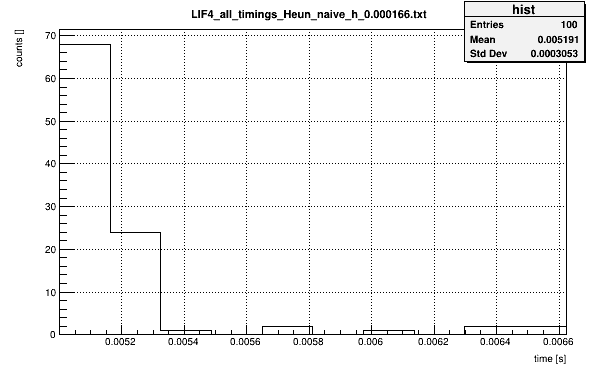 LIF4_all_timings_Heun_naive_h_0.000166.txt
hist
Entries 100
Mean 0.005191
Std Dev 0.0003053
counts []
70
60
50
40
30
20
10
0
0.0052 0.0054 0.0056 0.0058 0.006 0.0062 0.0064 0.0066
time [s]